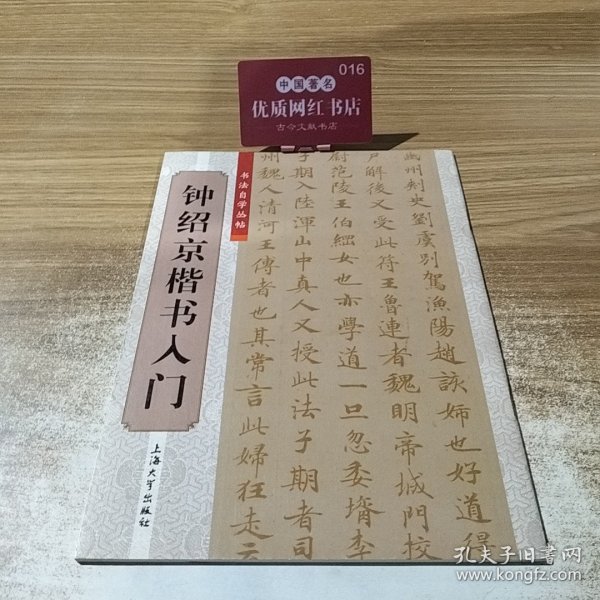 016
中国著名
优质网红书店
古今文献书店
书法自学丛帖
钟绍京楷书入门
上海大学出版社
幽州刺史劉虞別駕漁陽趙該婦也好道得
尸解後又受此符王魯連者魏明帝城門校
尉范陵王伯綱女也亦學道一旦忽委壻李
子期入陸渾山中真人又授此法子期者司
州魏人清河王傳者也其常言此婦狂走云
孔夫子旧书网
www.kongfz.com